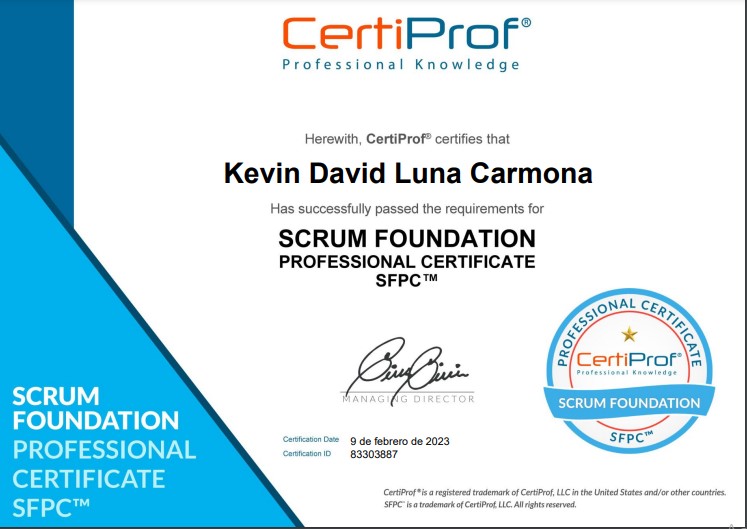 CertiProf®
Professional Knowledge
Herewith, CertiProf® certifies that
Kevin David Luna Carmona
Has successfully passed the requirements for
SCRUM FOUNDATION
PROFESSIONAL CERTIFICATE
SFPC™
MANAGING DIRECTOR
Certification Date 9 de febrero de 2023
Certification ID 83303887
SCRUM
FOUNDATION
PROFESSIONAL
CERTIFICATE
SFPC™
PROFESSIONAL CERTIFICATE
CertiProf®
Professional Knowledge
SCRUM FOUNDATION
SFPC™
CertiProf® is a registered trademark of CertiProf, LLC in the United States and/or other countries.
SFPC™ is a trademark of CertiProf, LLC. All rights reserved.